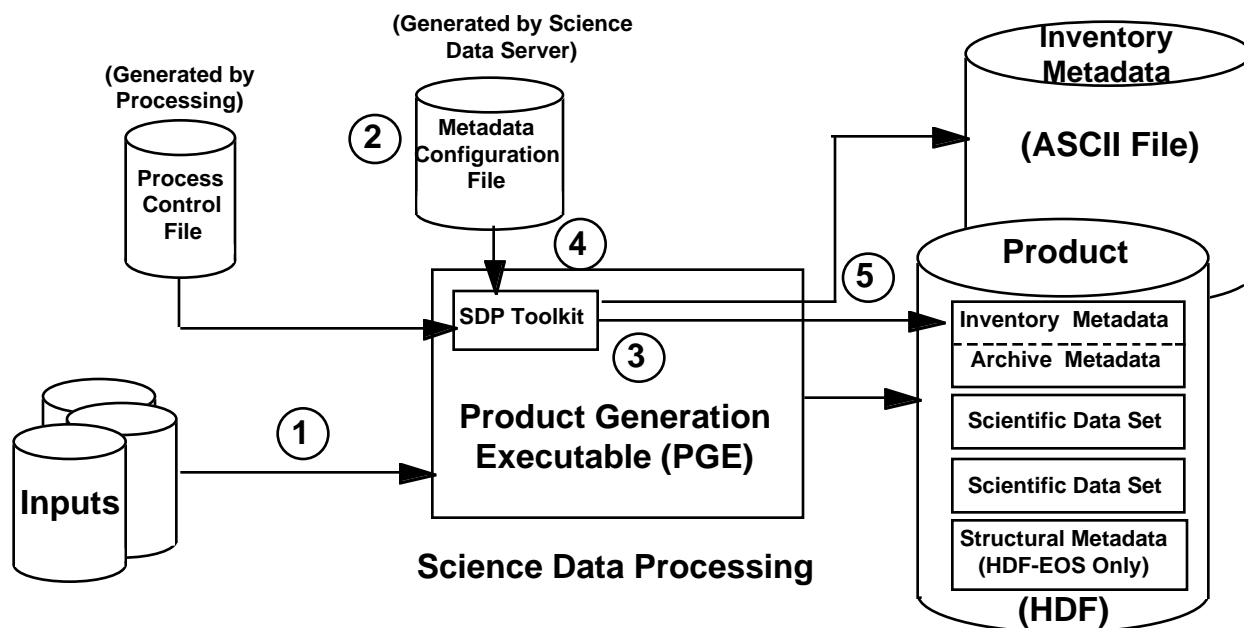 (Generated by Science
Data Server)
(Generated by
Processing)
Process
Control
File
2
Metadata
Configuration
File
Inventory
Metadata
(ASCII File)
4
5
SDP Toolkit
3
Product Generation
Executable (PGE)
1
Inputs
Science Data Processing
Product
Inventory Metadata
Archive Metadata
Scientific Data Set
Scientific Data Set
Structural Metadata
(HDF-EOS Only)
(HDF)